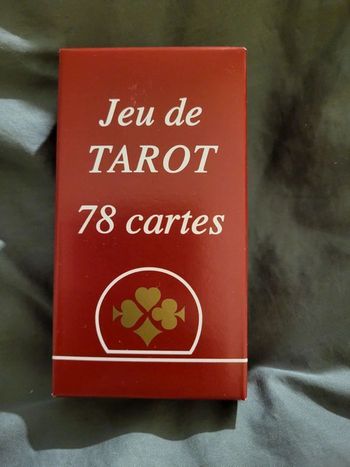 Jeu de
TAROT
78 cartes